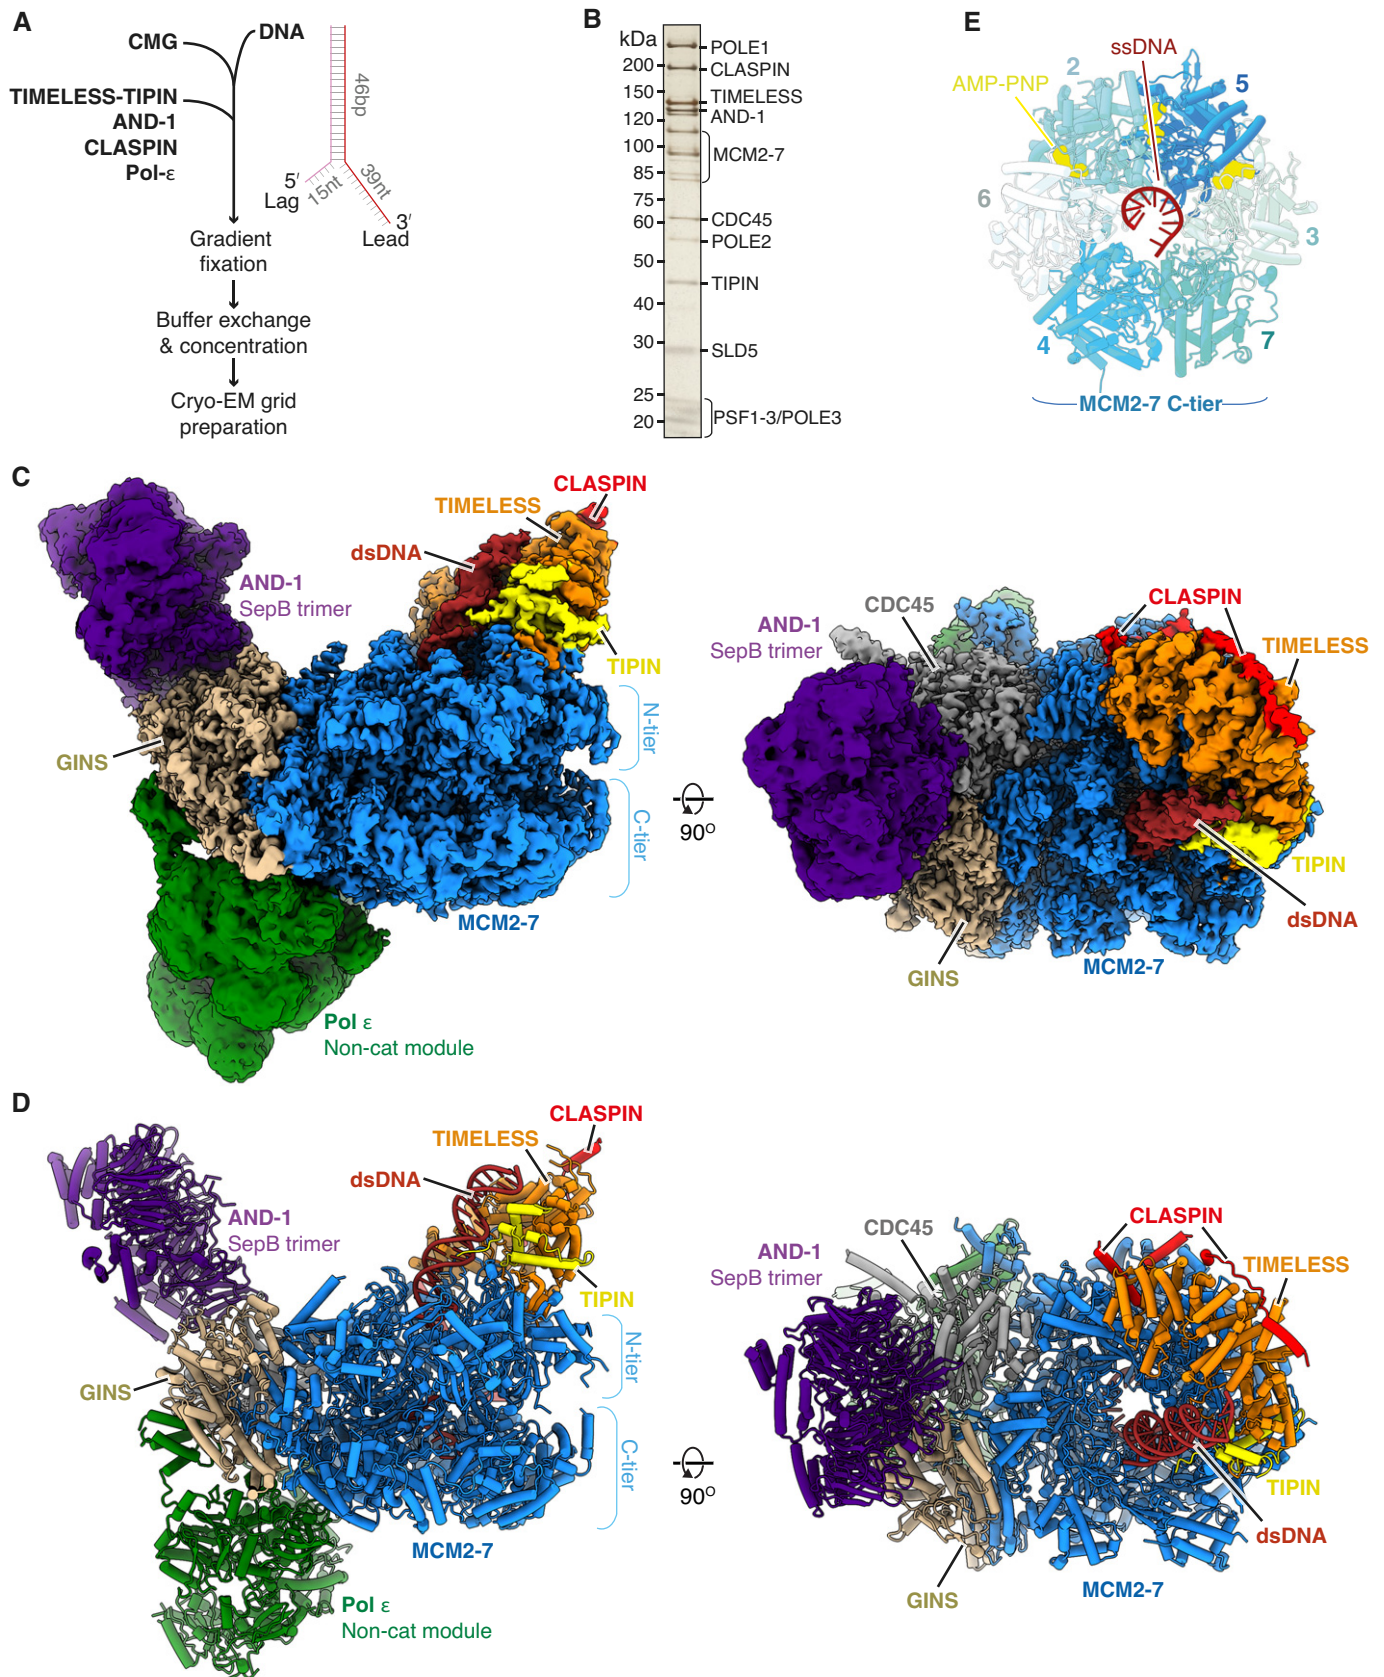 A
CMG
DNA
TIMELESS-TIPIN
AND-1
CLASPIN
Pol-ε
46bp
5′
15nt
39nt
Lag
3′
Lead
Gradient
fixation
Buffer exchange
& concentration
Cryo-EM grid
preparation
B
kDa
200
150
120
100
85
75
60
50
40
30
25
20
POLE1
CLASPIN
TIMELESS
AND-1
MCM2-7
CDC45
POLE2
TIPIN
SLD5
PSF1-3/POLE3
E
ssDNA
AMP-PNP
2
5
6
3
4
7
MCM2-7 C-tier
C
CLASPIN
TIMELESS
dsDNA
AND-1
SepB trimer
TIPIN
N-tier
GINS
C-tier
MCM2-7
Pol ε
Non-cat module
90O
CDC45
CLASPIN
AND-1
SepB trimer
TIMELESS
TIPIN
dsDNA
GINS
MCM2-7
D
CLASPIN
TIMELESS
dsDNA
AND-1
SepB trimer
TIPIN
N-tier
GINS
C-tier
MCM2-7
Pol ε
Non-cat module
90O
CDC45
CLASPIN
AND-1
SepB trimer
TIMELESS
TIPIN
dsDNA
GINS
MCM2-7